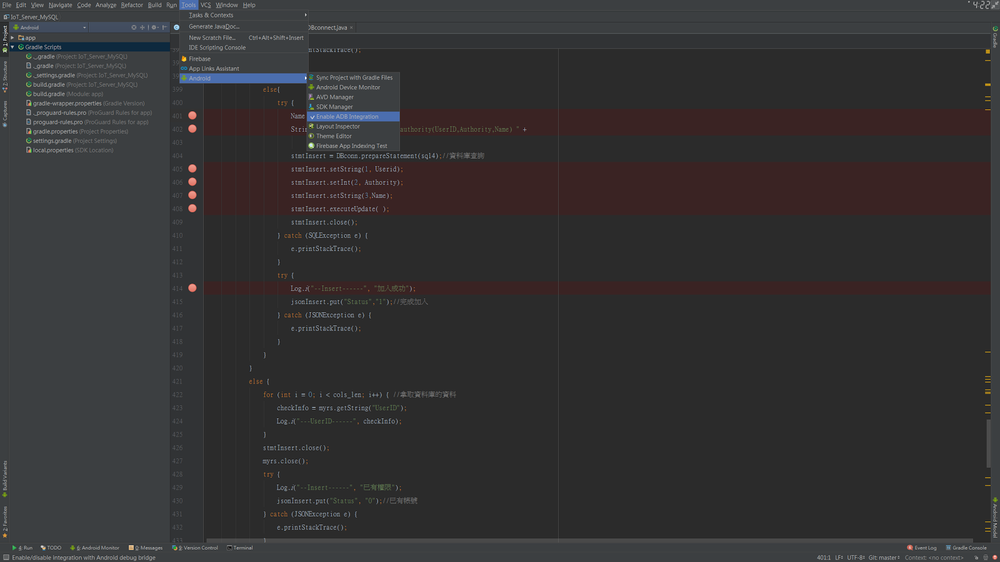 File Edit View Navigate Code Analyze Refactor Build Run Tools VCS Window Help
4:22
IoT_Server_MySQL
Android
1: Project
7: Structure
Captures
Build Variants
2: Favorites
app
Gradle Scripts
._.gradle (Project: IoT_Server_MySQL)
._gradle (Project: IoT_Server_MySQL)
._settings.gradle (Project: IoT_Server_MySQL)
build.gradle (Project: IoT_Server_MySQL)
build.gradle (Module: app)
gradle-wrapper.properties (Gradle Version)
._proguard-rules.pro (ProGuard Rules for app)
proguard-rules.pro (ProGuard Rules for app)
gradle.properties (Project Properties)
settings.gradle (Project Settings)
local.properties (SDK Location)
Tasks & Contexts
Generate JavaDoc...
New Scratch File... Ctrl+Alt+Shift+Insert
IDE Scripting Console
Firebase
App Links Assistant
Android
Sync Project with Gradle Files
Android Device Monitor
AVD Manager
SDK Manager
Enable ADB Integration
Layout Inspector
Theme Editor
Firebase App Indexing Test
DBconnect.java
ntStackTrace();
399 else{
400 try {
401 Name
402 Strin authority(UserID,Authority,Name) " +
403
404 stmtInsert = DBconn.prepareStatement(sql4);//資料庫查詢
405 stmtInsert.setString(1, Userid);
406 stmtInsert.setInt(2, Authority);
407 stmtInsert.setString(3,Name);
408 stmtInsert.executeUpdate( );
409 stmtInsert.close();
410 } catch (SQLException e) {
411 e.printStackTrace();
412 }
413 try {
414 Log.i("--Insert------", "加入成功");
415 jsonInsert.put("Status","1");//完成加入
416 } catch (JSONException e) {
417 e.printStackTrace();
418 }
419 }
420 }
421 else {
422 for (int i = 0; i < cols_len; i++) { //拿取資料庫的資料
423 checkInfo = myrs.getString("UserID");
424 Log.i("---UserID------", checkInfo);
425 }
426 stmtInsert.close();
427 myrs.close();
428 try {
429 Log.i("--Insert------", "已有權限");
430 jsonInsert.put("Status", "0");//已有帳號
431 } catch (JSONException e) {
432 e.printStackTrace();
433 }
Gradle
Android Model
4: Run TODO 6: Android Monitor 0: Messages 9: Version Control Terminal Event Log Gradle Console
Enable/disable integration with Android debug bridge 401:1 LF÷ UTF-8÷ Git: master÷ Context: <no context>